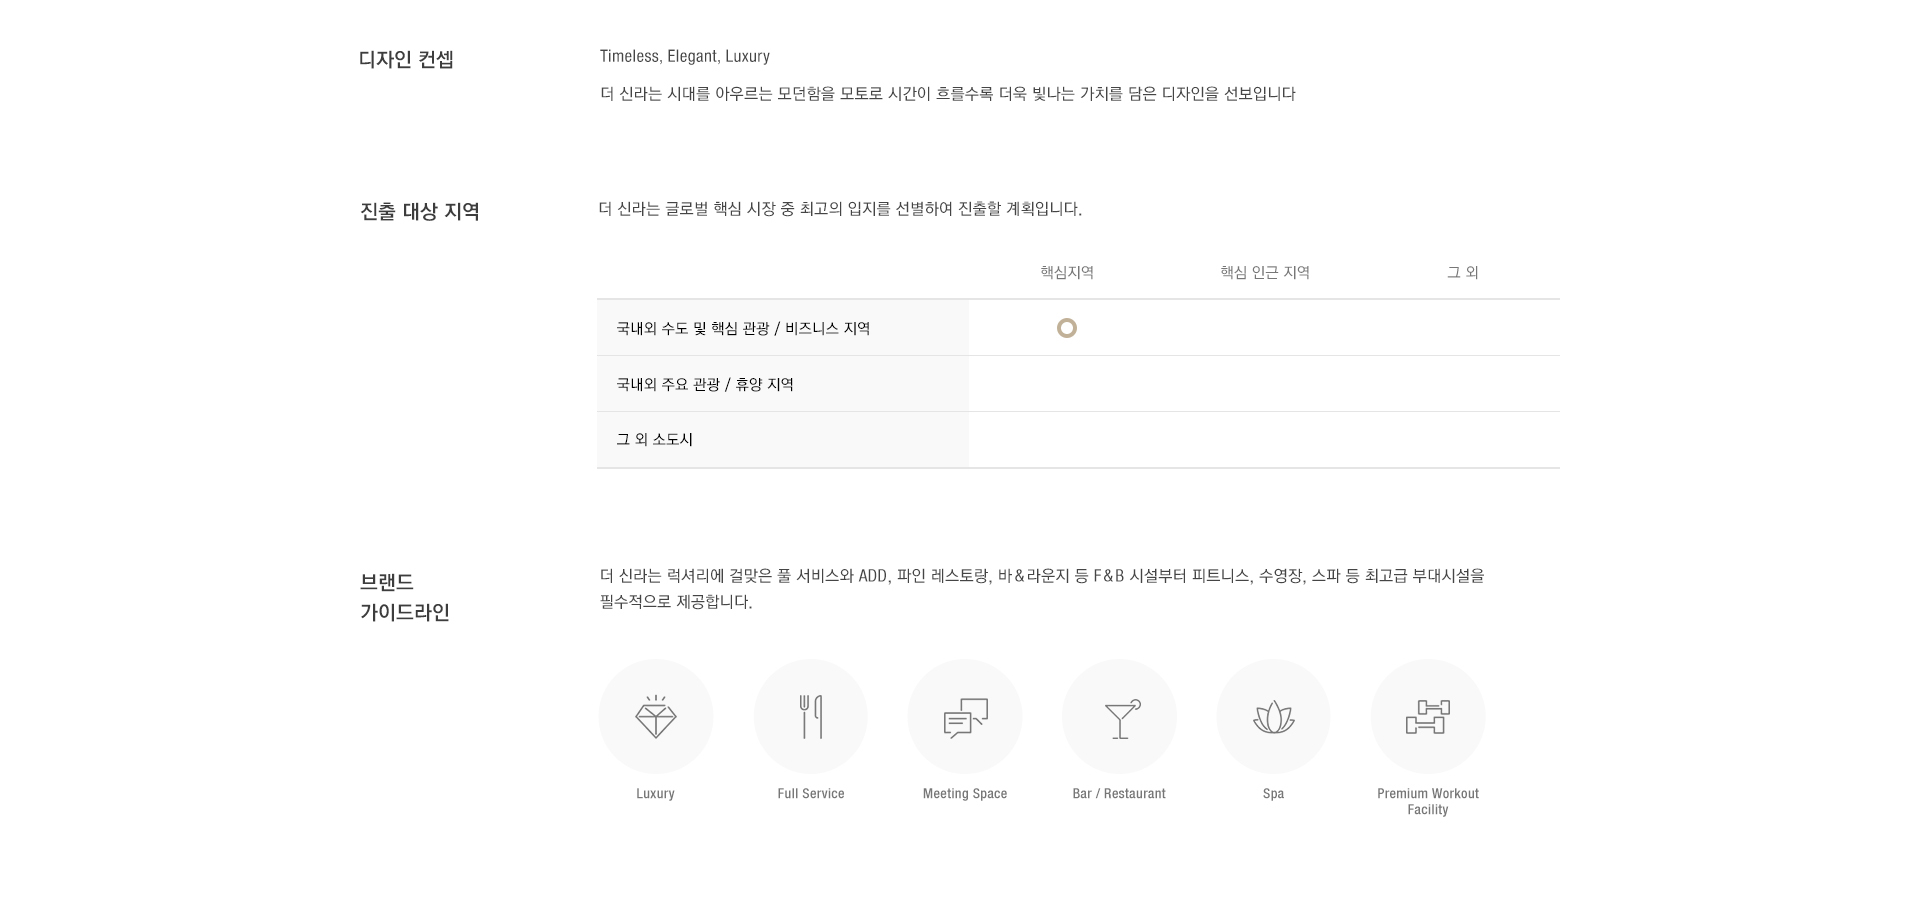 디자인 컨셉
Timeless, Elegant, Luxury
더 신라는 시대를 아우르는 모던함을 모토로 시간이 흐를수록 더욱 빛나는 가치를 담은 디자인을 선보입니다
진출 대상 지역
더 신라는 글로벌 핵심 시장 중 최고의 입지를 선별하여 진출할 계획입니다.
핵심지역 핵심 인근 지역 그 외
국내외 수도 및 핵심 관광 / 비즈니스 지역
국내외 주요 관광 / 휴양 지역
그 외 소도시
브랜드
가이드라인
더 신라는 럭셔리에 걸맞은 풀 서비스와 ADD, 파인 레스토랑, 바&라운지 등 F&B 시설부터 피트니스, 수영장, 스파 등 최고급 부대시설을
필수적으로 제공합니다.
Luxury
Full Service
Meeting Space
Bar / Restaurant
Spa
Premium Workout
Facility